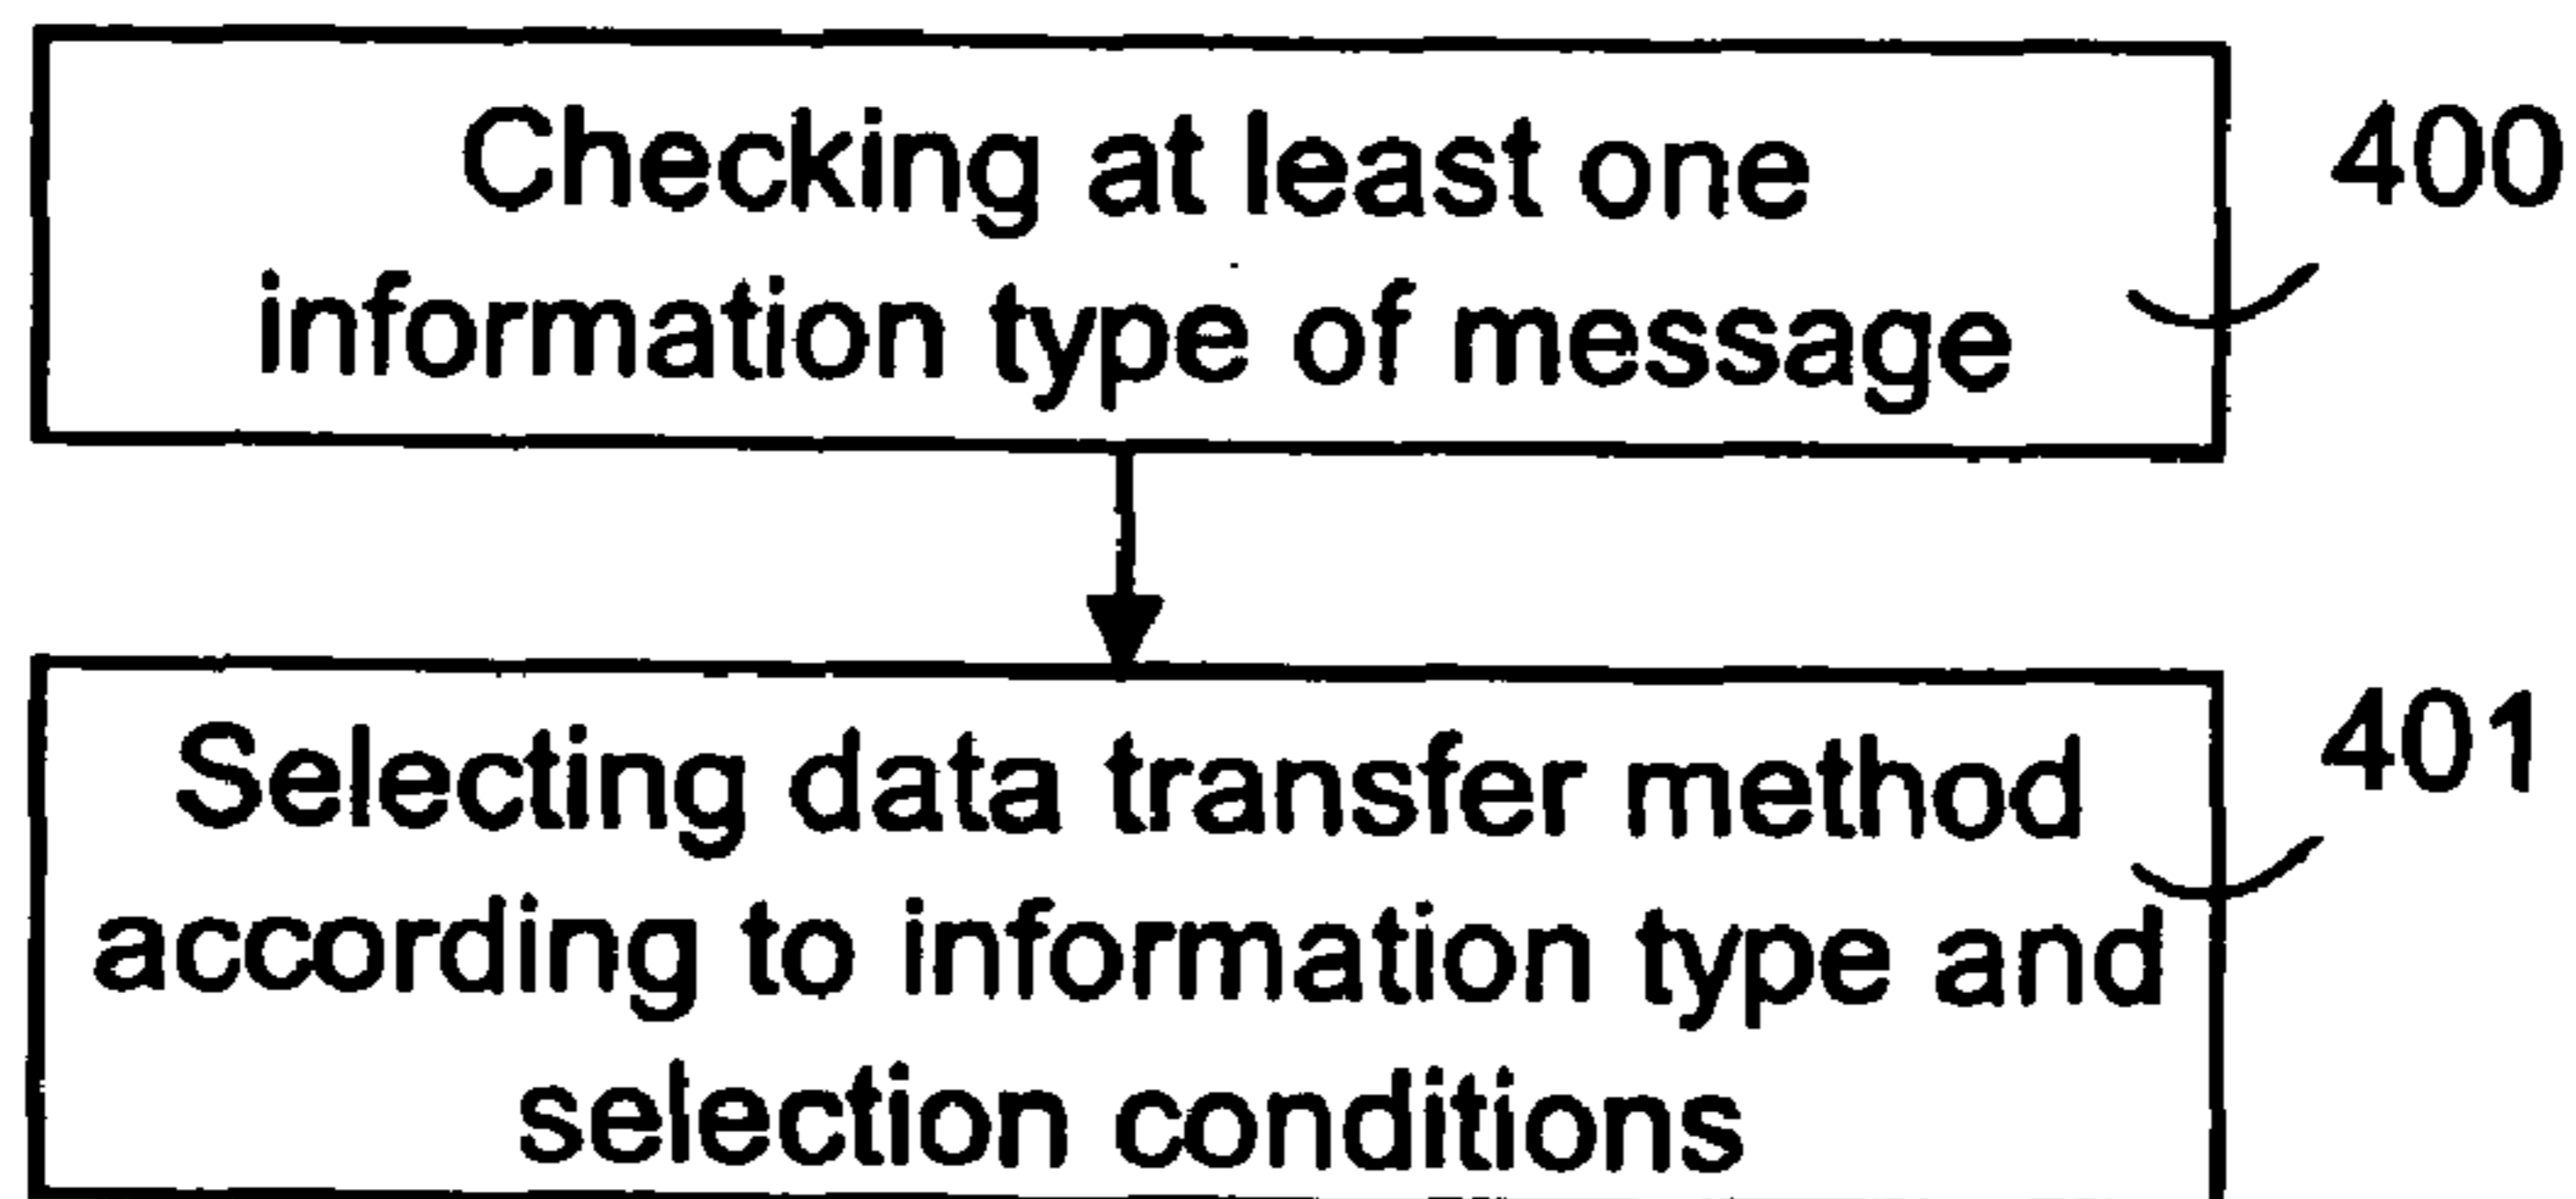 Checking at least one
information type of message
400
Selecting data transfer method
according to information type and
selection conditions
401